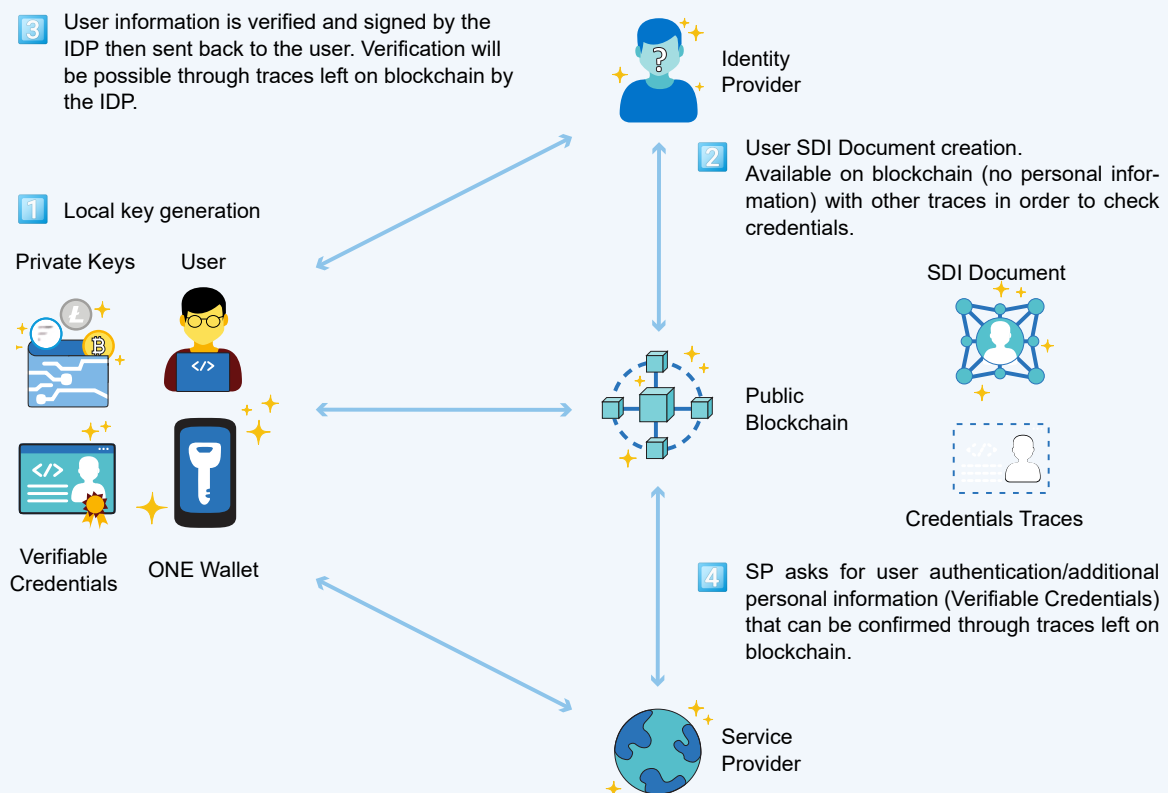 3
User information is verified and signed by the
IDP then sent back to the user. Verification will
be possible through traces left on blockchain by
the IDP.
?
Identity
Provider
2
User SDI Document creation.
Available on blockchain (no personal infor-
mation) with other traces in order to check
credentials.
1
Local key generation
Private Keys
User
SDI Document
</>
Public
Blockchain
</>
</>
Credentials Traces
Verifiable
Credentials
ONE Wallet
4
SP asks for user authentication/additional
personal information (Verifiable Credentials)
that can be confirmed through traces left on
blockchain.
Service
Provider